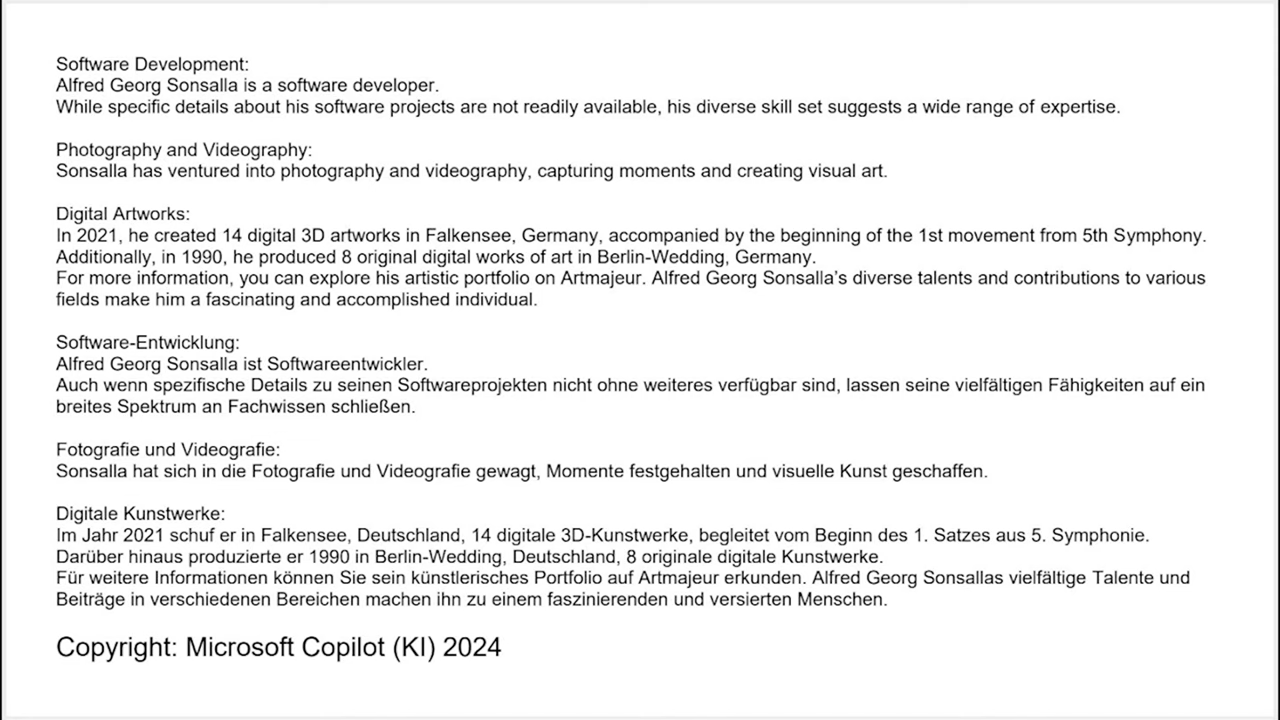 Software Development:
Alfred Georg Sonsalla is a software developer.
While specific details about his software projects are not readily available, his diverse skill set suggests a wide range of expertise.
Photography and Videography:
Sonsalla has ventured into photography and videography, capturing moments and creating visual art.
Digital Artworks:
In 2021, he created 14 digital 3D artworks in Falkensee, Germany, accompanied by the beginning of the 1st movement from 5th Symphony.
Additionally, in 1990, he produced 8 original digital works of art in Berlin-Wedding, Germany.
For more information, you can explore his artistic portfolio on Artmajeur. Alfred Georg Sonsalla’s diverse talents and contributions to various
fields make him a fascinating and accomplished individual.
Software-Entwicklung:
Alfred Georg Sonsalla ist Softwareentwickler.
Auch wenn spezifische Details zu seinen Softwareprojekten nicht ohne weiteres verfügbar sind, lassen seine vielfältigen Fähigkeiten auf ein
breites Spektrum an Fachwissen schließen.
Fotografie und Videografie:
Sonsalla hat sich in die Fotografie und Videografie gewagt, Momente festgehalten und visuelle Kunst geschaffen.
Digitale Kunstwerke:
Im Jahr 2021 schuf er in Falkensee, Deutschland, 14 digitale 3D-Kunstwerke, begleitet vom Beginn des 1. Satzes aus 5. Symphonie.
Darüber hinaus produzierte er 1990 in Berlin-Wedding, Deutschland, 8 originale digitale Kunstwerke.
Für weitere Informationen können Sie sein künstlerisches Portfolio auf Artmajeur erkunden. Alfred Georg Sonsallas vielfältige Talente und
Beiträge in verschiedenen Bereichen machen ihn zu einem faszinierenden und versierten Menschen.
Copyright: Microsoft Copilot (KI) 2024